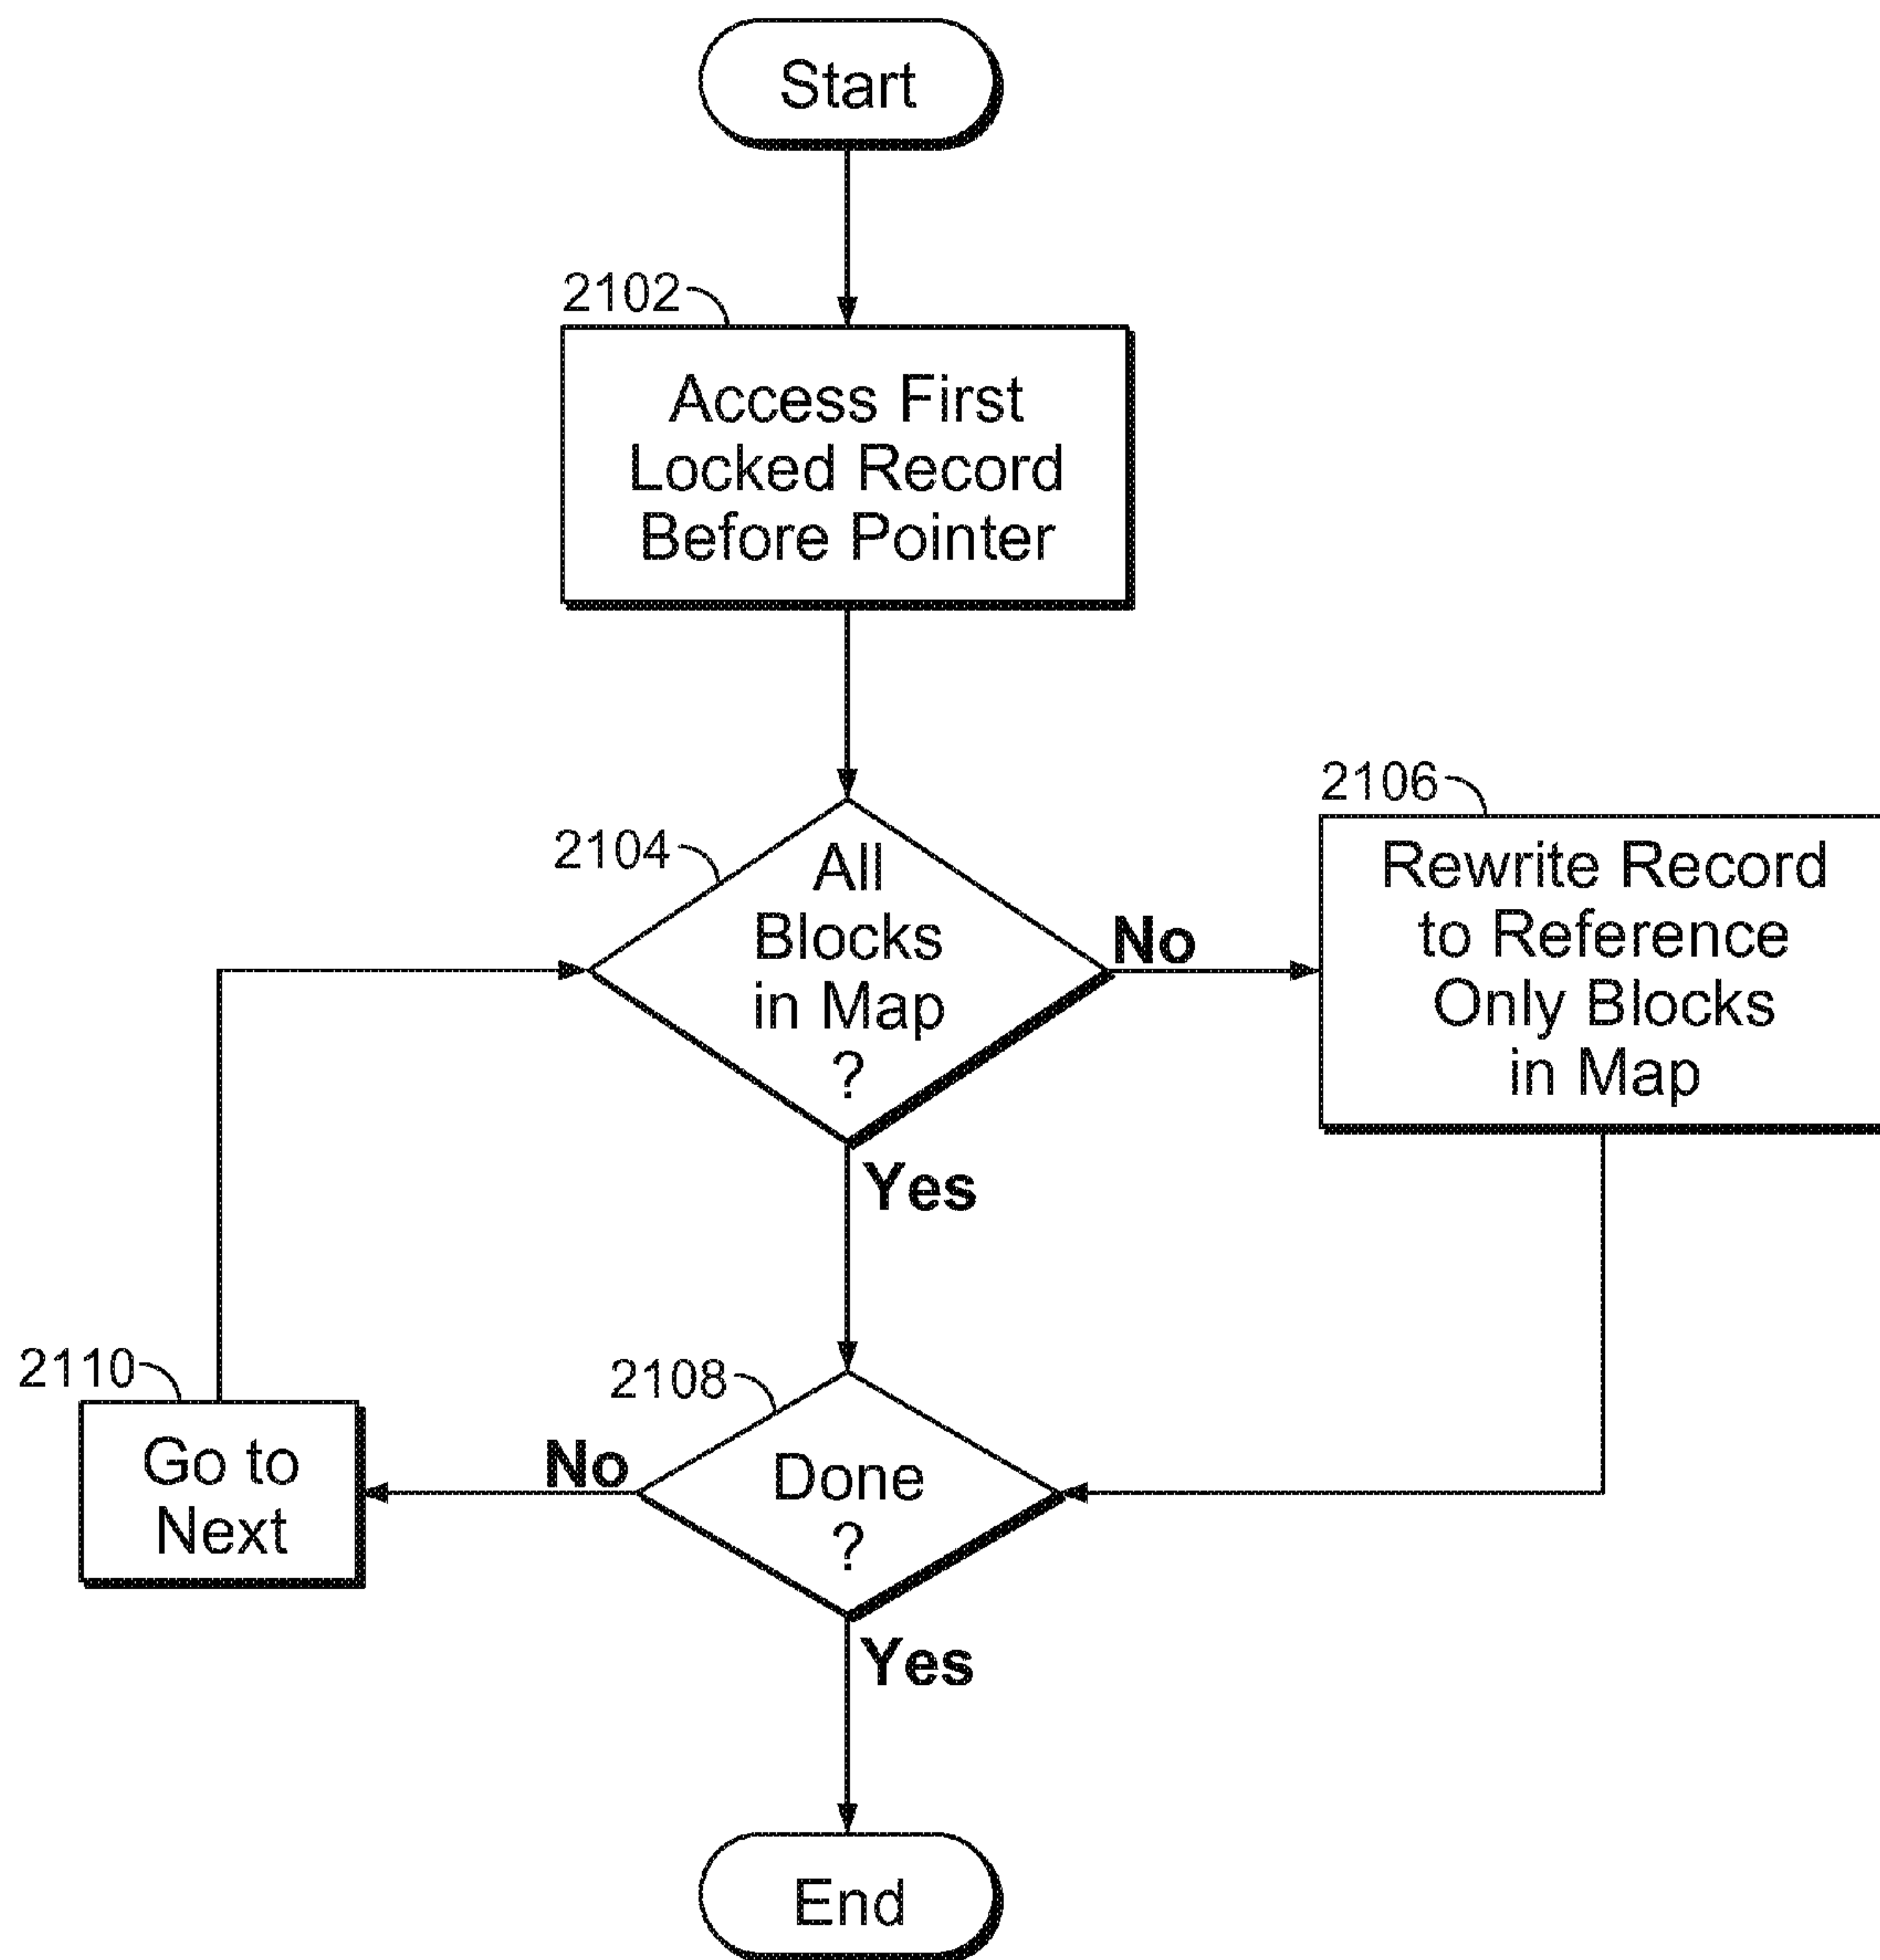 Start
2102
Access First
Locked Record
Before Pointer
2104
All
Blocks
in Map
?
No
2106
Rewrite Record
to Reference
Only Blocks
in Map
Yes
2110
Go to
Next
No
2108
Done
?
Yes
End